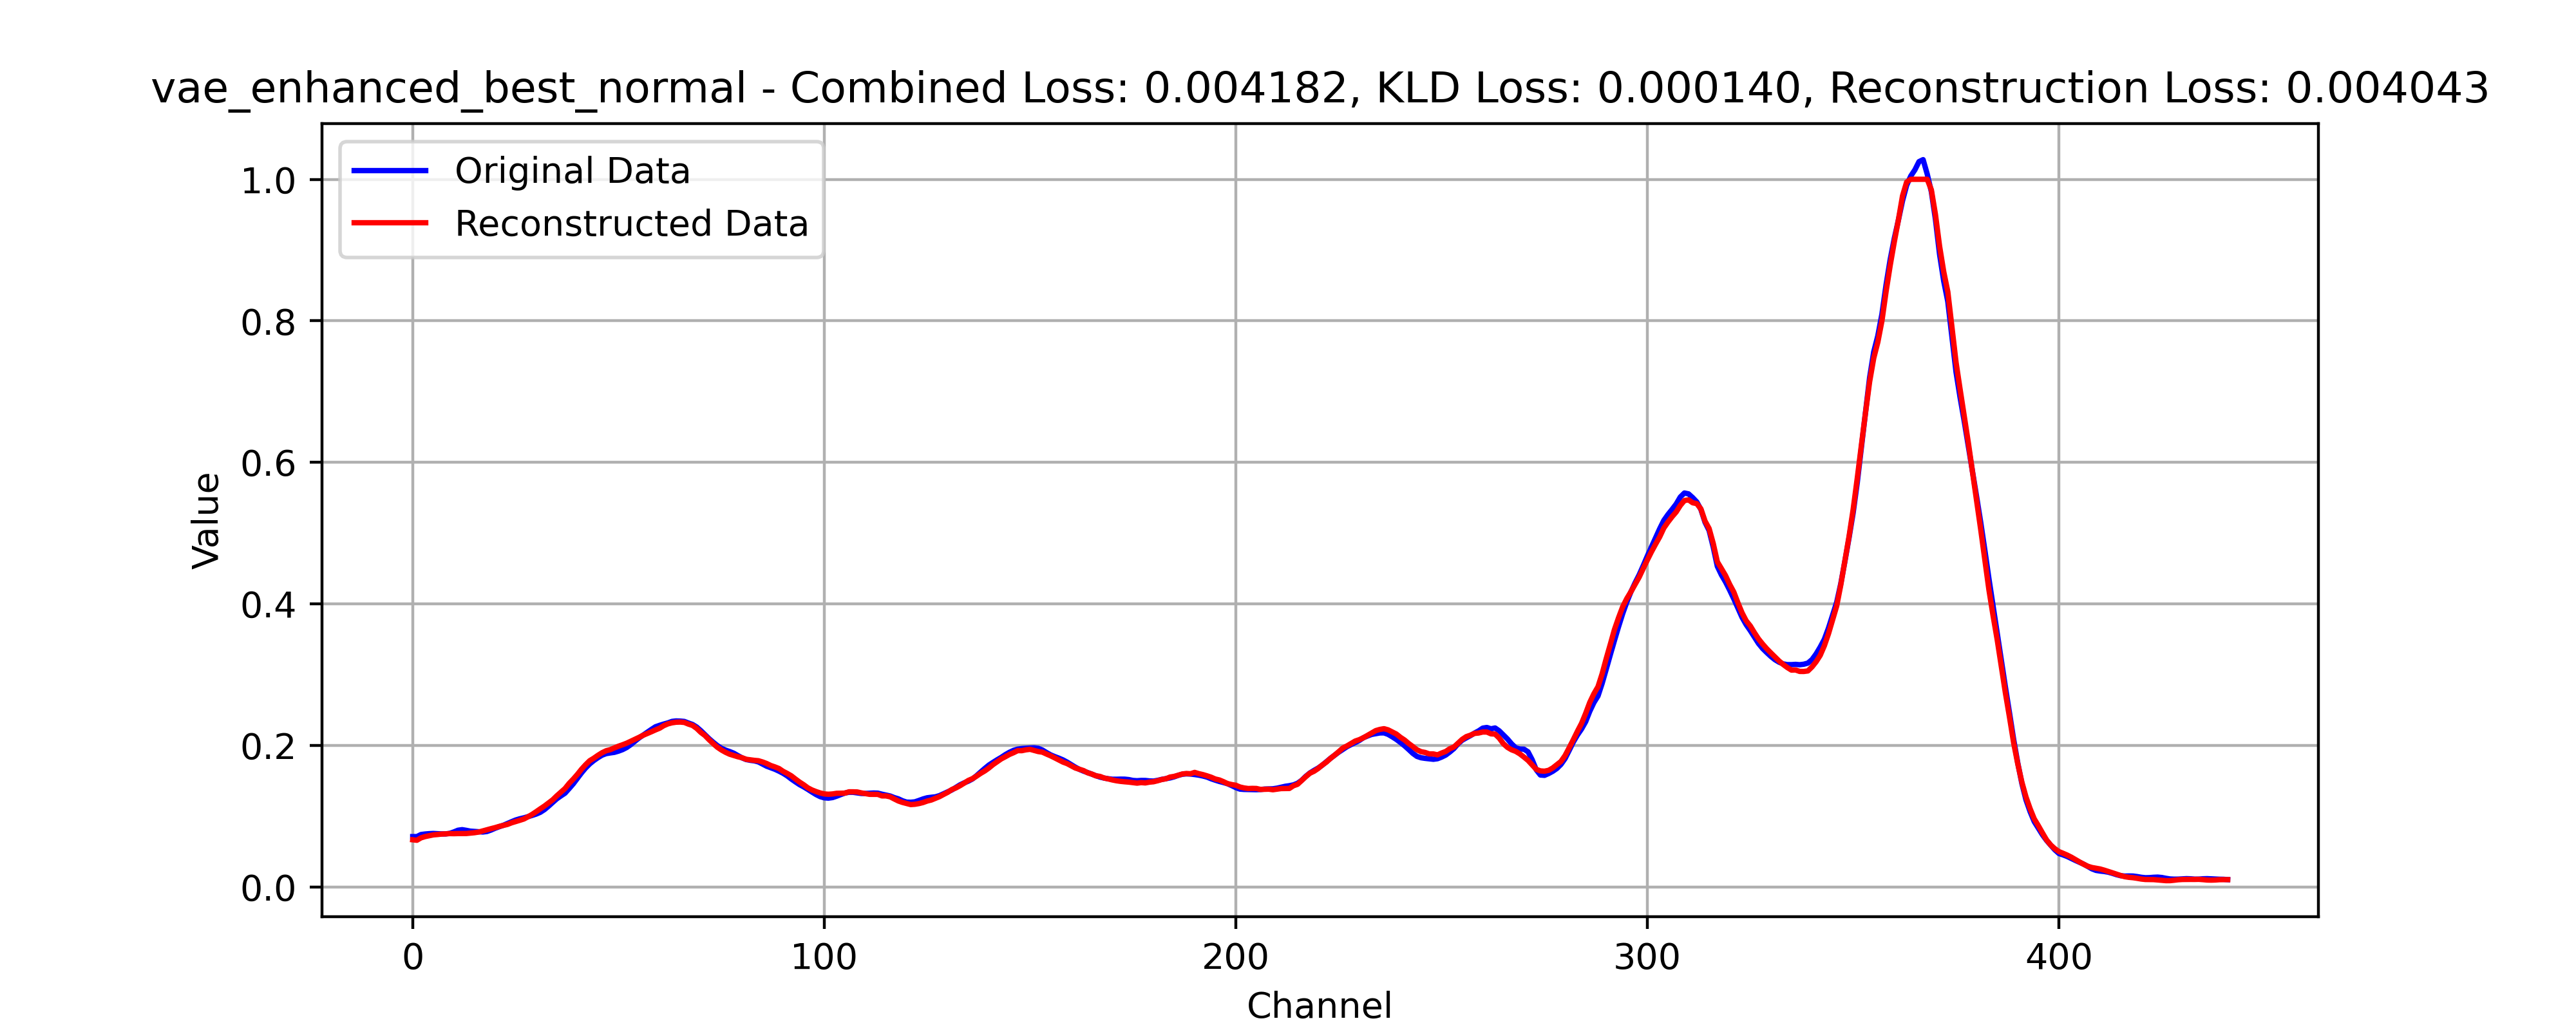 vae_enhanced_best_normal - Combined Loss: 0.004182, KLD Loss: 0.000140, Reconstruction Loss: 0.004043
Original Data
Reconstructed Data
1.0
0.8
0.6
0.4
0.2
0.0
Value
0 100 200 300 400
Channel